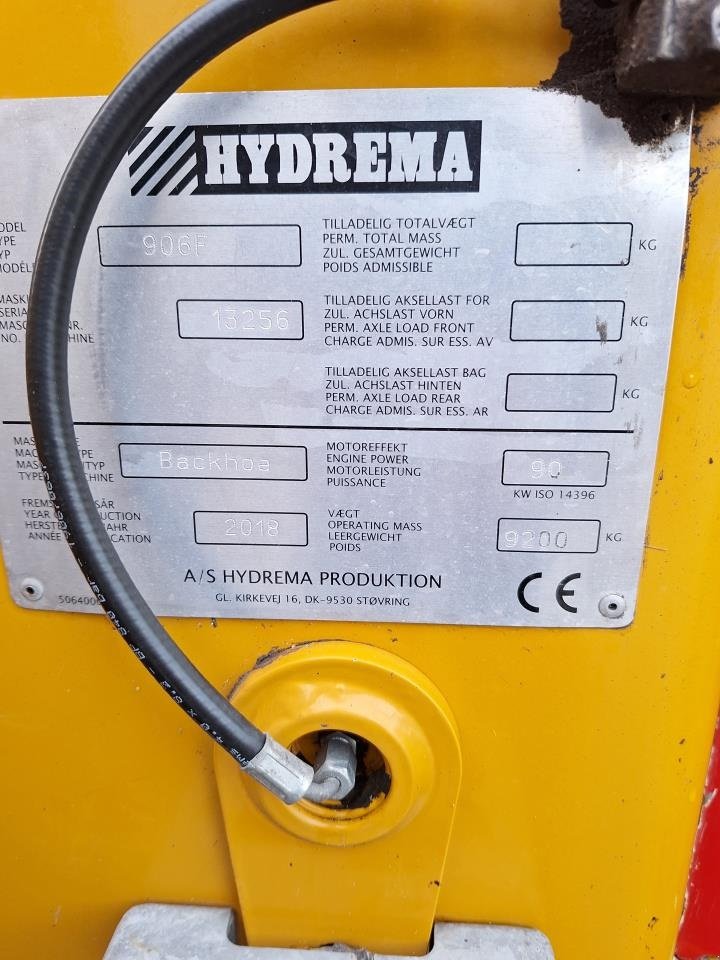 HYDREMA
906F
TILLADELIG TOTALVÆGT
PERM. TOTAL MASS
ZUL. GESAMTGEWICHT
POIDS ADMISSIBLE
KG
13256
TILLADELIG AKSELLAST FOR
ZUL. ACHSLAST VORN
PERM. AXLE LOAD FRONT
CHARGE ADMIS. SUR ESS. AV
KG
TILLADELIG AKSELLAST BAG
ZUL. ACHSLAST HINTEN
PERM. AXLE LOAD REAR
CHARGE ADMIS. SUR ESS. AR
KG
Backhoe
MOTOREFFEKT
ENGINE POWER
MOTORLEISTUNG
PUISSANCE
90
KW ISO 14396
YEAR
2018
VÆGT
OPERATING MASS
LEERGEWICHT
POIDS
9200 KG
A/S HYDREMA PRODUKTION
GL. KIRKEVEJ 16, DK-9530 STØVRING
CE